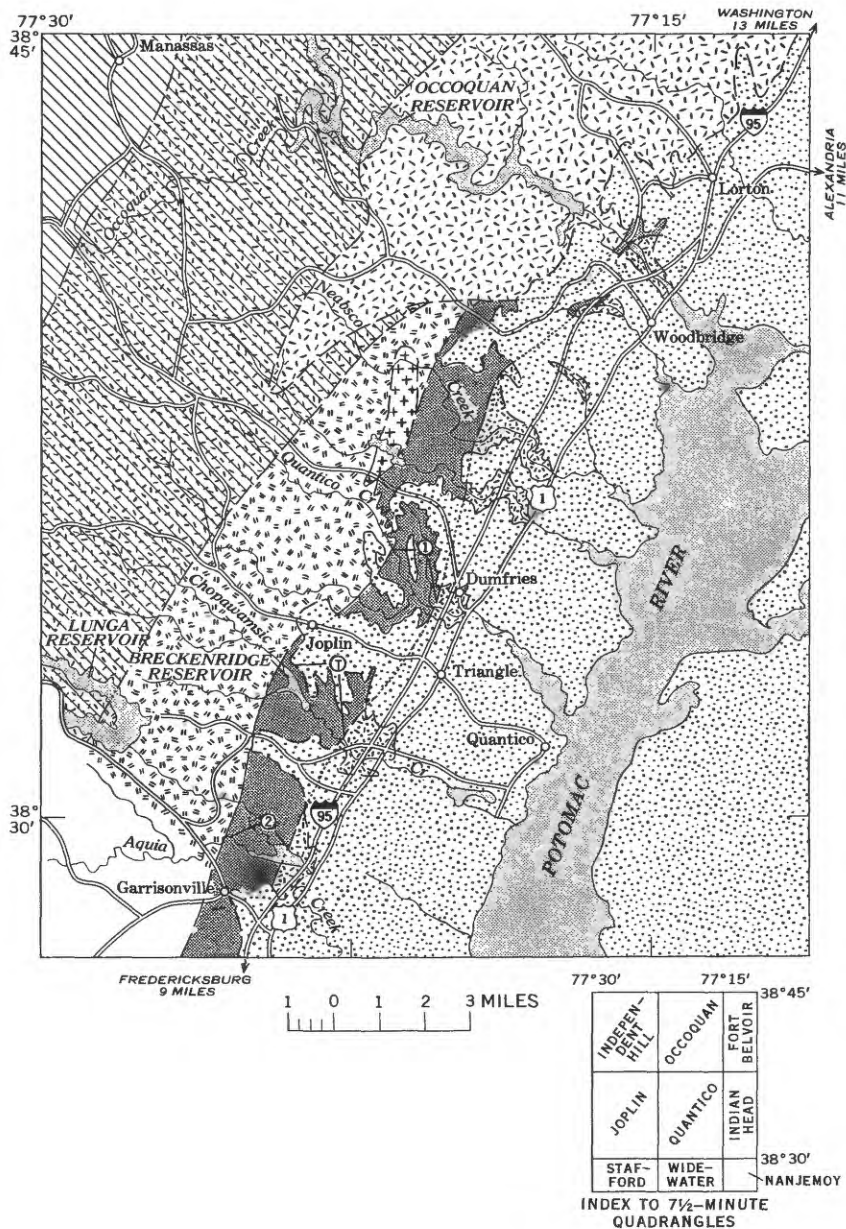 77°30′
77°15′
WASHINGTON
13 MILES
38°
45′
Manassas
OCCOQUAN
RESERVOIR
95
ALEXANDRIA
11 MILES
Lorton
Occoquan
Creek
Neabsco
Woodbridge
Creek
Quantico
Cr
1
1
Dumfries
RIVER
Chopawamsic
LUNGA
RESERVOIR
Joplin
BRECKENRIDGE
RESERVOIR
T
Triangle
Quantico
Cr
38°
30′
2
95
POTOMAC
Aquia
Garrisonville
1
Creek
FREDERICKSBURG
9 MILES
1 0 1 2 3 MILES
77°30′ 77°15′
38°45′
INDEPEN-
DENT
HILL
OCCOQUAN
FORT
BELVOIR
JOPLIN
QUANTICO
INDIAN
HEAD
38°30′
STAF-
FORD
WIDE-
WATER
NANJEMOY
INDEX TO 7½-MINUTE
QUADRANGLES